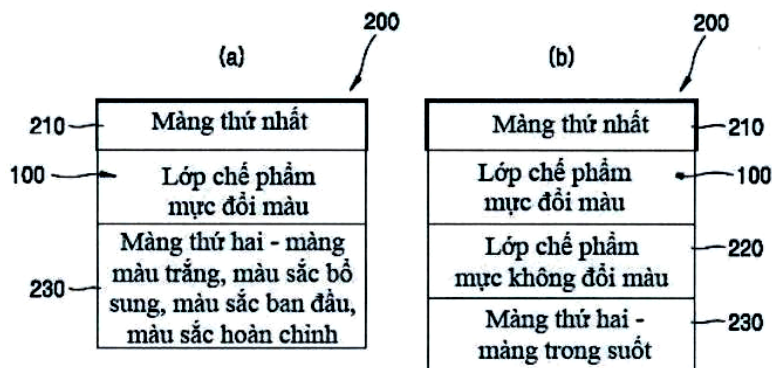 200
(a)
210
Màng thứ nhất
100
Lớp chế phẩm
mực đổi màu
230
Màng thứ hai - màng
màu trắng, màu sắc bổ
sung, màu sắc ban đầu,
màu sắc hoàn chỉnh
200
(b)
Màng thứ nhất
210
Lớp chế phẩm
mực đổi màu
100
Lớp chế phẩm
mực không đổi màu
220
Màng thứ hai -
màng trong suốt
230